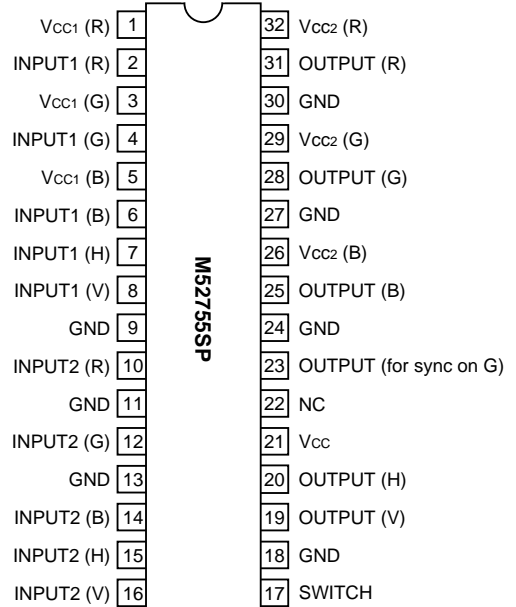 Vcc1 (R) 1 32 Vcc2 (R)
INPUT1 (R) 2 31 OUTPUT (R)
Vcc1 (G) 3 30 GND
INPUT1 (G) 4 29 Vcc2 (G)
Vcc1 (B) 5 28 OUTPUT (G)
INPUT1 (B) 6 27 GND
INPUT1 (H) 7 26 Vcc2 (B)
INPUT1 (V) 8 25 OUTPUT (B)
GND 9 24 GND
INPUT2 (R) 10 23 OUTPUT (for sync on G)
GND 11 22 NC
INPUT2 (G) 12 21 Vcc
GND 13 20 OUTPUT (H)
INPUT2 (B) 14 19 OUTPUT (V)
INPUT2 (H) 15 18 GND
INPUT2 (V) 16 17 SWITCH
M52755SP